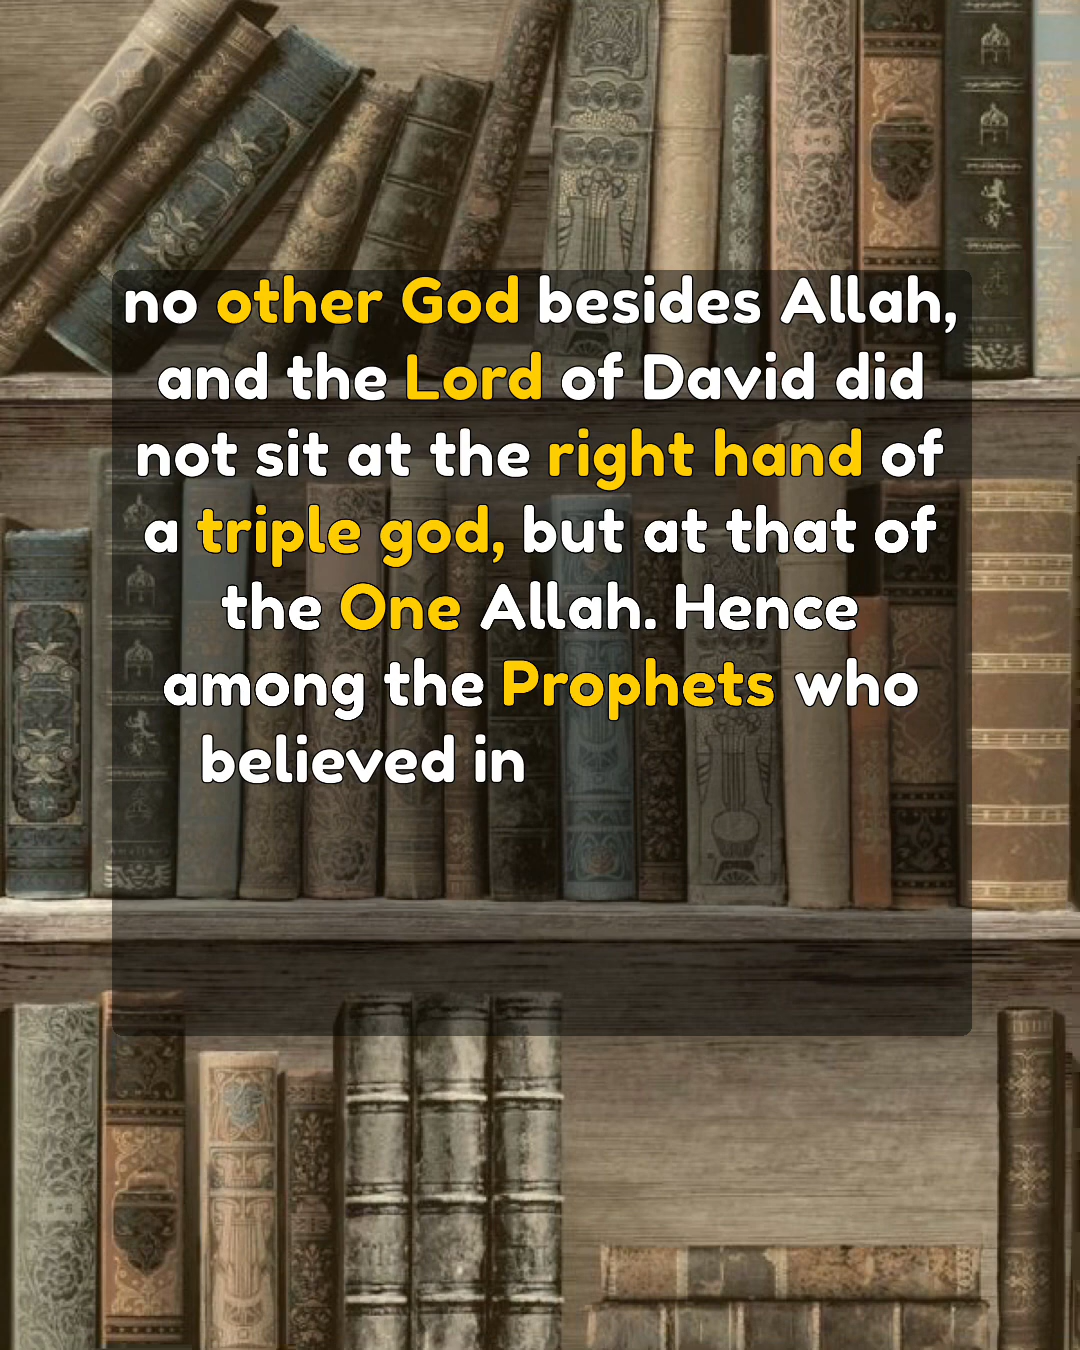 no other God besides Allah,
and the Lord of David did
not sit at the right hand of
a triple god, but at that of
the One Allah. Hence
among the Prophets who
believed in